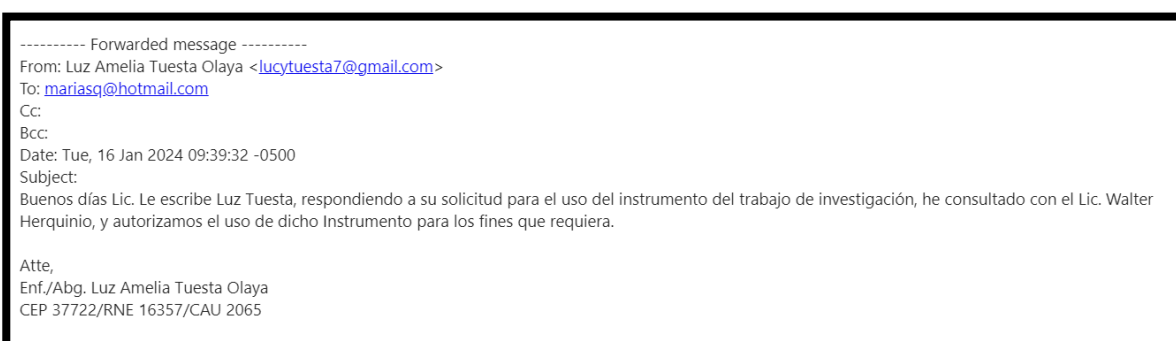 ---------- Forwarded message ----------
From: Luz Amelia Tuesta Olaya <lucytuesta7@gmail.com>
To: mariasq@hotmail.com
Cc:
Bcc:
Date: Tue, 16 Jan 2024 09:39:32 -0500
Subject:
Buenos días Lic. Le escribe Luz Tuesta, respondiendo a su solicitud para el uso del instrumento del trabajo de investigación, he consultado con el Lic. Walter
Herquinio, y autorizamos el uso de dicho Instrumento para los fines que requiera.
Atte,
Enf./Abg. Luz Amelia Tuesta Olaya
CEP 37722/RNE 16357/CAU 2065